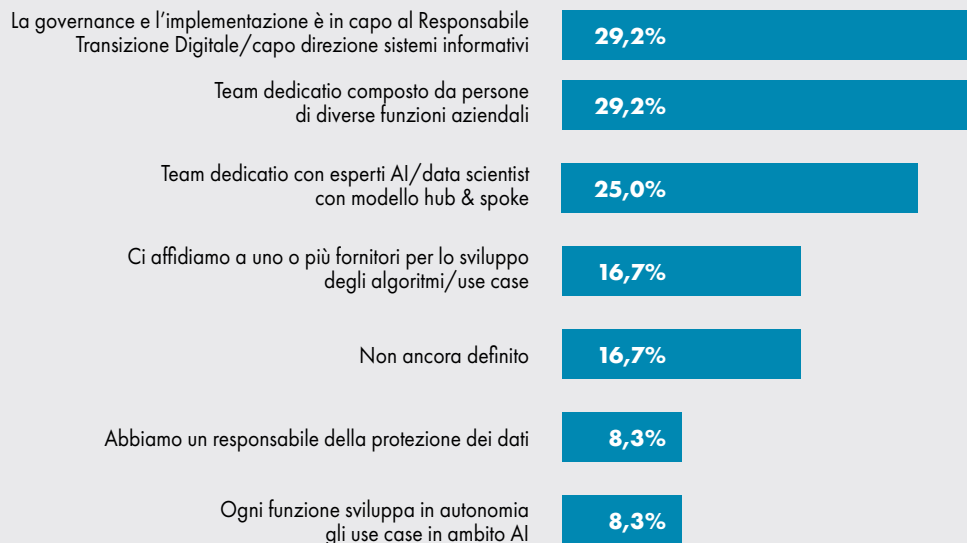 La governance e l'implementazione è in capo al Responsabile
Transizione Digitale/capo direzione sistemi informativi
29,2%
Team dedicatio composto da persone
di diverse funzioni aziendali
29,2%
Team dedicatio con esperti AI/data scientist
con modello hub & spoke
25,0%
Ci affidiamo a uno o più fornitori per lo sviluppo
degli algoritmi/use case
16,7%
Non ancora definito
16,7%
Abbiamo un responsabile della protezione dei dati
8,3%
Ogni funzione sviluppa in autonomia
gli use case in ambito AI
8,3%